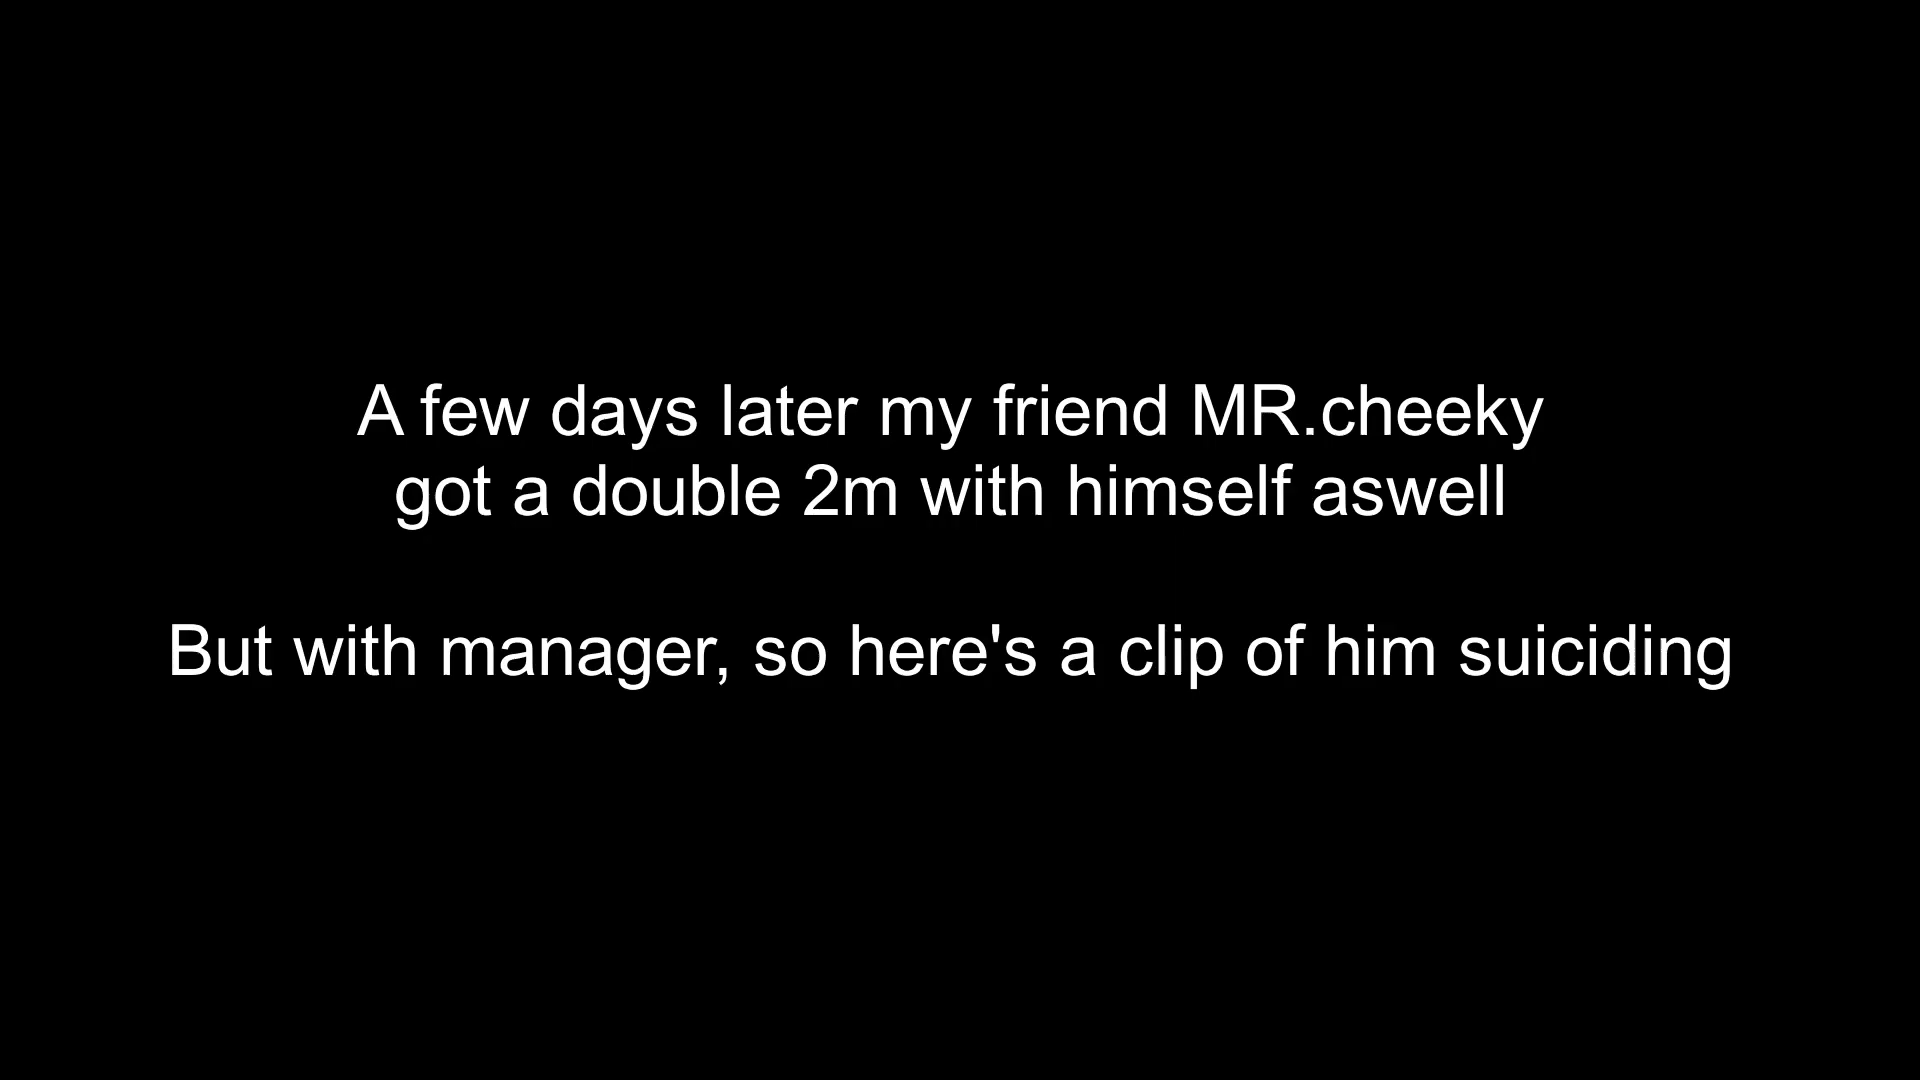 A few days later my friend MR.cheeky
got a double 2m with himself aswell
But with manager, so here's a clip of him suiciding